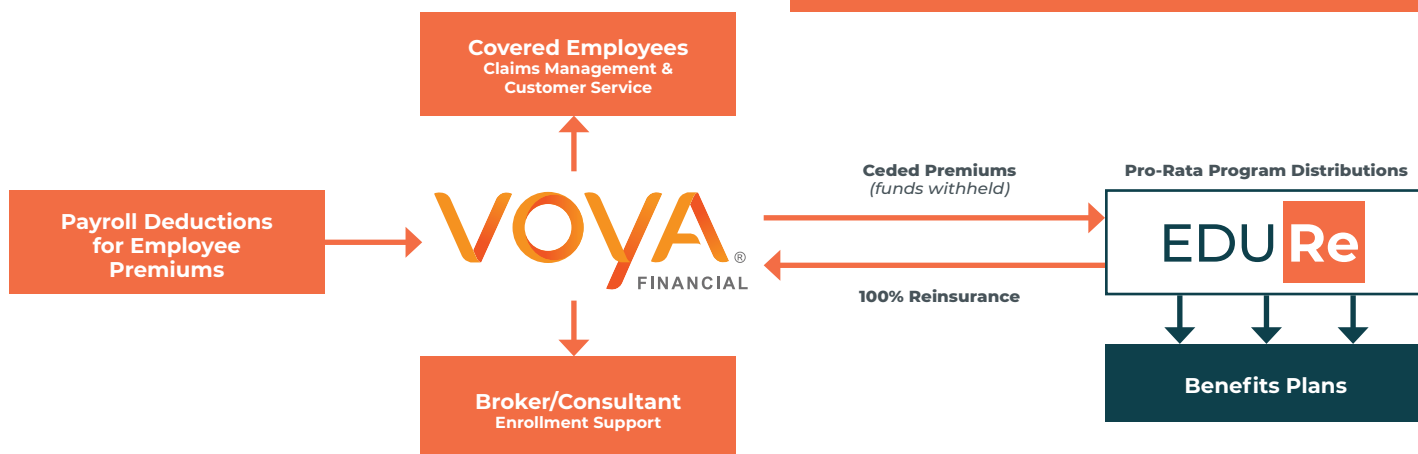 Covered Employees
Claims Management &
Customer Service
Payroll Deductions
for Employee
Premiums
VOYA®
FINANCIAL
Ceded Premiums
(funds withheld)
100% Reinsurance
Pro-Rata Program Distributions
EDU Re
Broker/Consultant
Enrollment Support
Benefits Plans